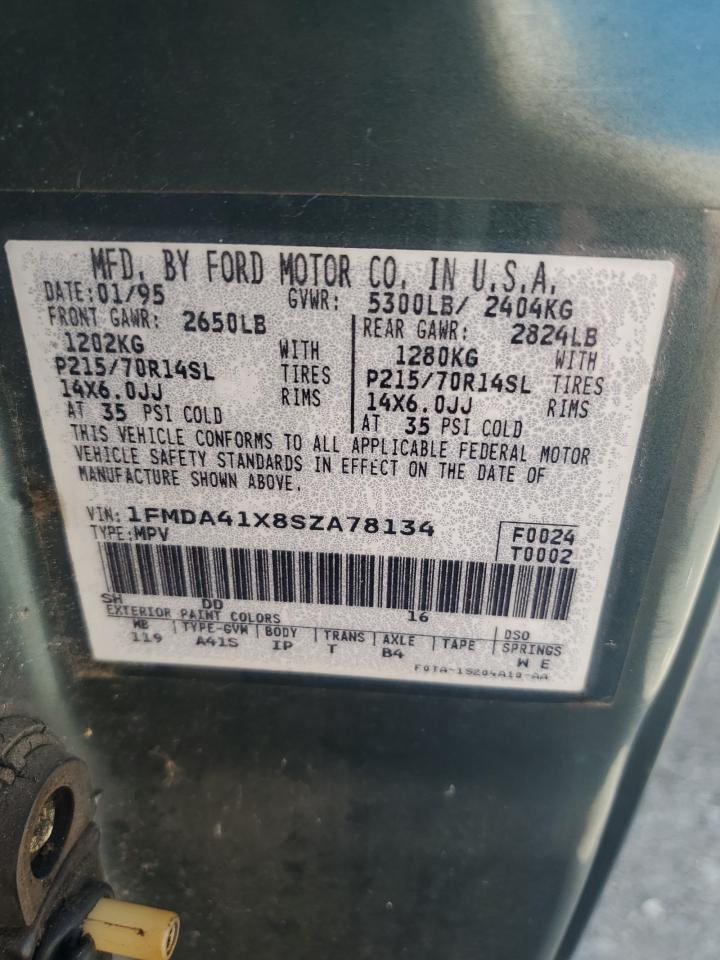 MFD. BY FORD MOTOR CO. IN U.S.A.
DATE:01/95 GVWR: 5300LB/ 2404KG
FRONT GAWR: 2650LB REAR GAWR: 2824LB
1202KG WITH 1280KG WITH
P215/70R14SL TIRES P215/70R14SL TIRES
14X6.0JJ RIMS 14X6.0JJ RIMS
AT 35 PSI COLD AT 35 PSI COLD
THIS VEHICLE CONFORMS TO ALL APPLICABLE FEDERAL MOTOR
VEHICLE SAFETY STANDARDS IN EFFECT ON THE DATE OF
MANUFACTURE SHOWN ABOVE.
VIN: 1FMDA41X8SZA78134 F0024
TYPE:MPV T0002
SH DD 16
EXTERIOR PAINT COLORS DSO
WB TYPE-GVW BODY TRANS AXLE TAPE SPRINGS
119 A41S IP T B4 W E
F0TA-15204A10-AA